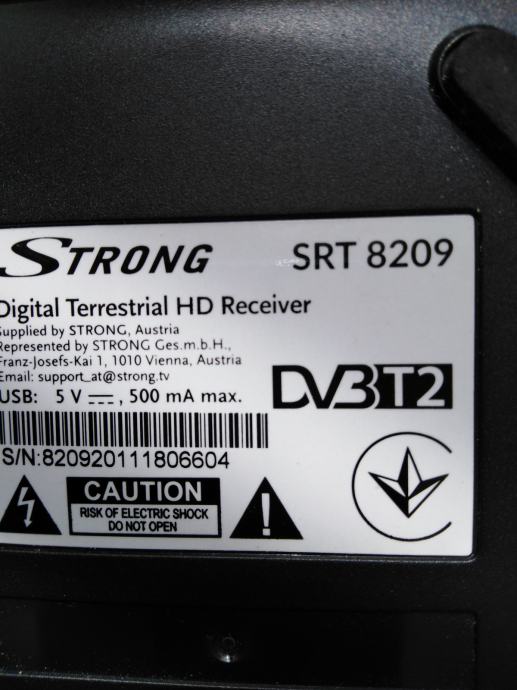 STRONG SRT 8209
Digital Terrestrial HD Receiver
Supplied by STRONG, Austria
Represented by STRONG Ges.m.b.H.,
Franz-Josefs-Kai 1, 1010 Vienna, Austria
Email: support_at@strong.tv
USB: 5 V ⎓, 500 mA max.
DVB T2
S/N:820920111806604
CAUTION
RISK OF ELECTRIC SHOCK
DO NOT OPEN